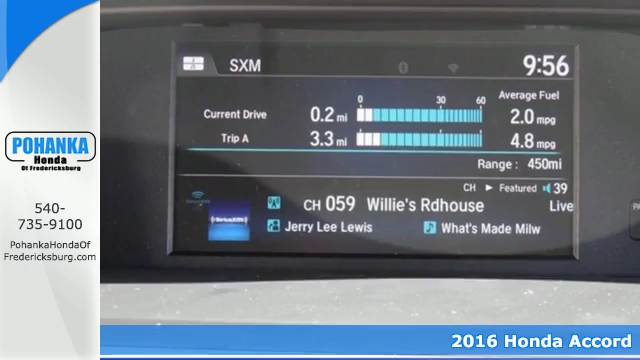 POHANKA
Honda
Of Fredericksburg
540-
735-9100
PohankaHondaOf
Fredericksburg.com
SXM
9:56
Average Fuel
0 30 60
Current Drive 0.2 mi 2.0 mpg
Trip A 3.3 mi 4.8 mpg
Range : 450mi
CH ▶ Featured 39
CH 059 Willie's Rdhouse Live
((SiriusXM))
Jerry Lee Lewis What's Made Milw
2016 Honda Accord